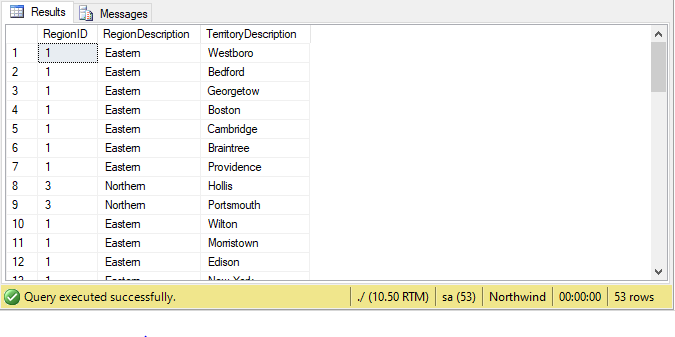 Results Messages
RegionID RegionDescription TerritoryDescription
1 1 Eastern Westboro
2 1 Eastern Bedford
3 1 Eastern Georgetow
4 1 Eastern Boston
5 1 Eastern Cambridge
6 1 Eastern Braintree
7 1 Eastern Providence
8 3 Northern Hollis
9 3 Northern Portsmouth
10 1 Eastern Wilton
11 1 Eastern Morristown
12 1 Eastern Edison
13 1 Eastern New York
Query executed successfully. ./ (10.50 RTM) sa (53) Northwind 00:00:00 53 rows